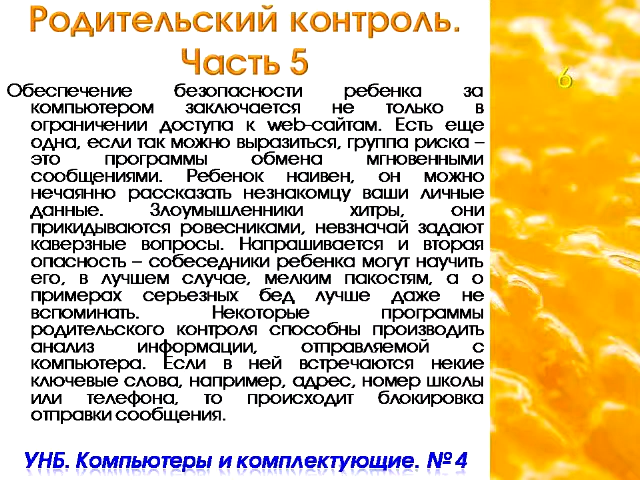 Родительский контроль.
Часть 5
6
Обеспечение безопасности ребенка за
компьютером заключается не только в
ограничении доступа к web-сайтам. Есть еще
одна, если так можно выразиться, группа риска –
это программы обмена мгновенными
сообщениями. Ребенок наивен, он можно
нечаянно рассказать незнакомцу ваши личные
данные. Злоумышленники хитры, они
прикидываются ровесниками, невзначай задают
каверзные вопросы. Напрашивается и вторая
опасность – собеседники ребенка могут научить
его, в лучшем случае, мелким пакостям, а о
примерах серьезных бед лучше даже не
вспоминать. Некоторые программы
родительского контроля способны производить
анализ информации, отправляемой с
компьютера. Если в ней встречаются некие
ключевые слова, например, адрес, номер школы
или телефона, то происходит блокировка
отправки сообщения.
УНБ. Компьютеры и комплектующие. № 4